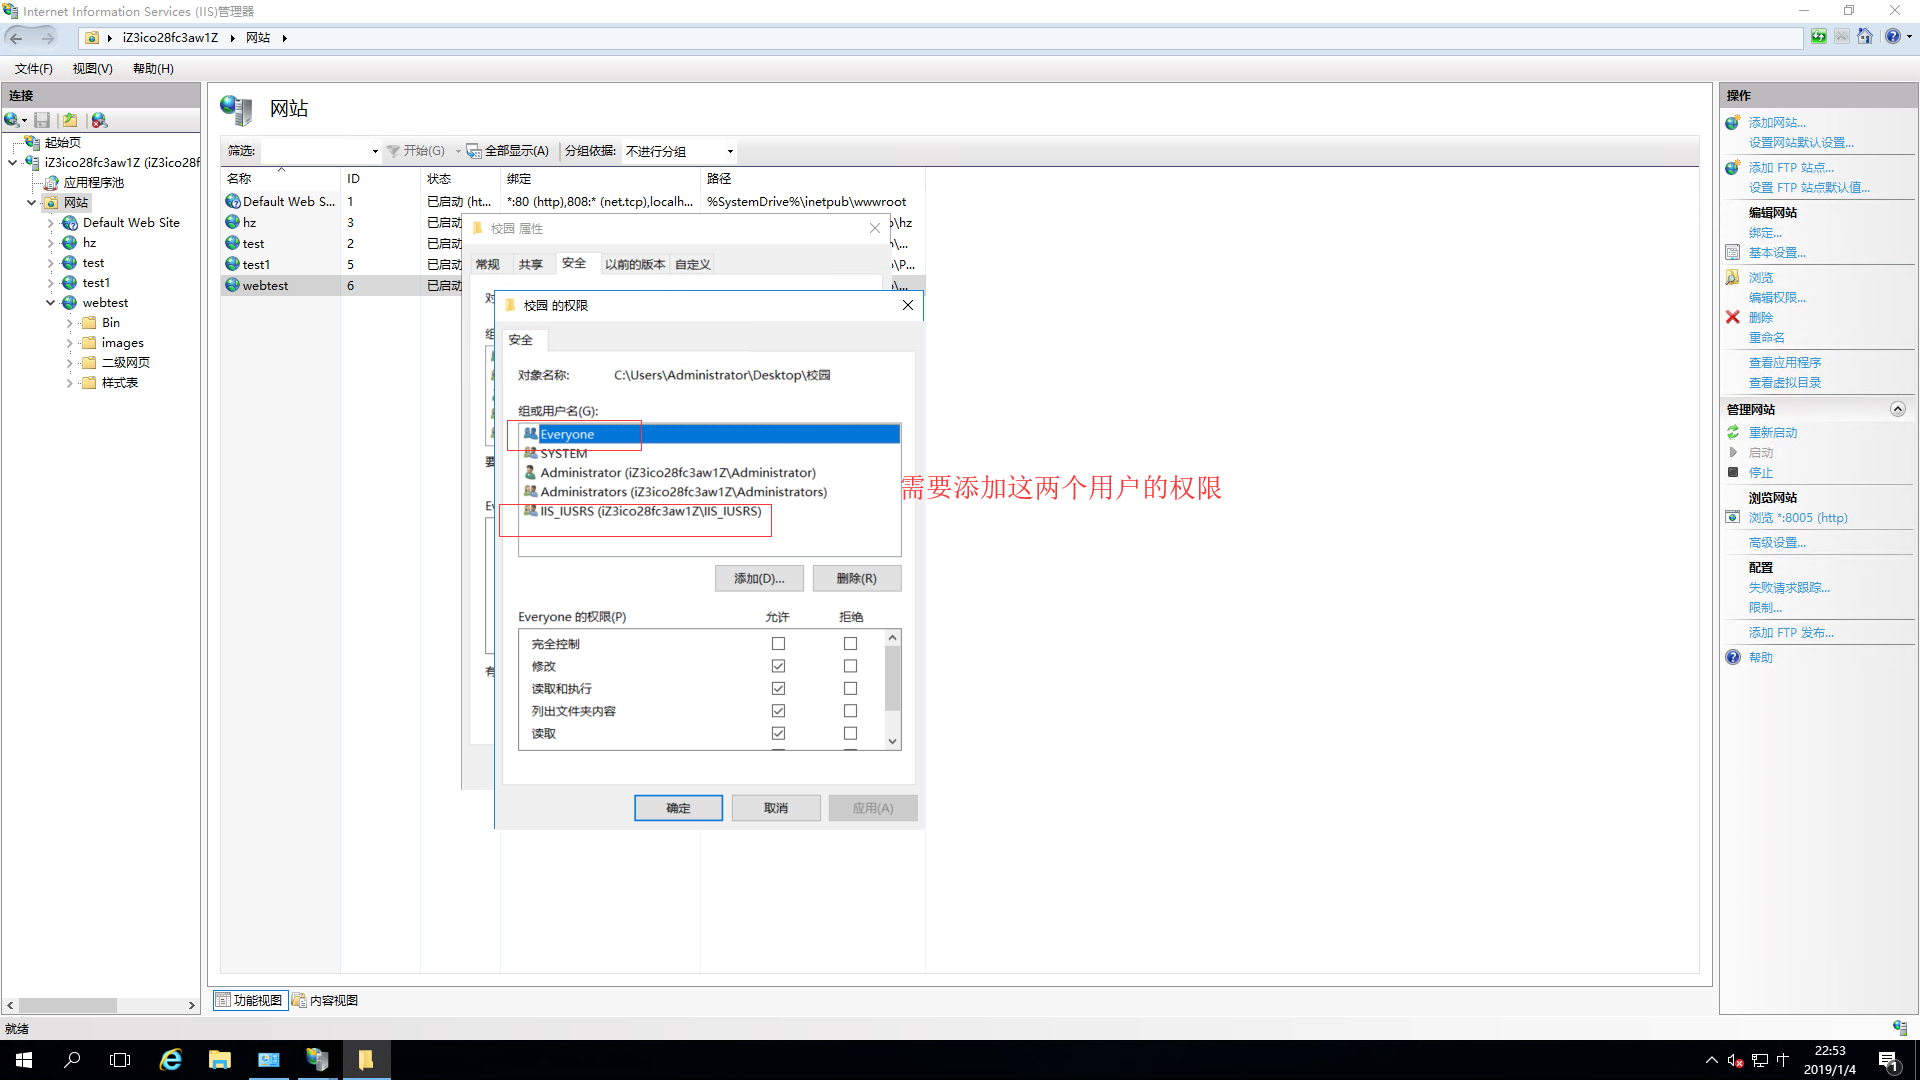 Internet Information Services (IIS)管理器
iZ3ico28fc3aw1Z
网站
文件(F) 视图(V) 帮助(H)
连接
起始页
iZ3ico28fc3aw1Z (iZ3ico28f
应用程序池
网站
Default Web Site
hz
test
test1
webtest
Bin
images
二级网页
样式表
网站
筛选: 开始(G) 全部显示(A) 分组依据: 不进行分组
名称 ID 状态 绑定 路径
Default Web S... 1 已启动 (ht... *:80 (http),808:* (net.tcp),localh... %SystemDrive%\inetpub\wwwroot
hz 3 已启动 \hz
test 2 已启动 \...
test1 5 已启动 \P...
webtest 6 已启动 \...
校园 属性
常规 共享 安全 以前的版本 自定义
校园 的权限
安全
对象名称: C:\Users\Administrator\Desktop\校园
组或用户名(G):
Everyone
SYSTEM
Administrator (iZ3ico28fc3aw1Z\Administrator)
Administrators (iZ3ico28fc3aw1Z\Administrators)
IIS_IUSRS (iZ3ico28fc3aw1Z\IIS_IUSRS)
需要添加这两个用户的权限
添加(D)... 删除(R)
Everyone 的权限(P) 允许 拒绝
完全控制
修改
读取和执行
列出文件夹内容
读取
确定 取消 应用(A)
功能视图 内容视图
就绪
操作
添加网站...
设置网站默认设置...
添加 FTP 站点...
设置 FTP 站点默认值...
编辑网站
绑定...
基本设置...
浏览
编辑权限...
删除
重命名
查看应用程序
查看虚拟目录
管理网站
重新启动
启动
停止
浏览网站
浏览 *:8005 (http)
高级设置...
配置
失败请求跟踪...
限制...
添加 FTP 发布...
帮助
中
22:53
2019/1/4
1